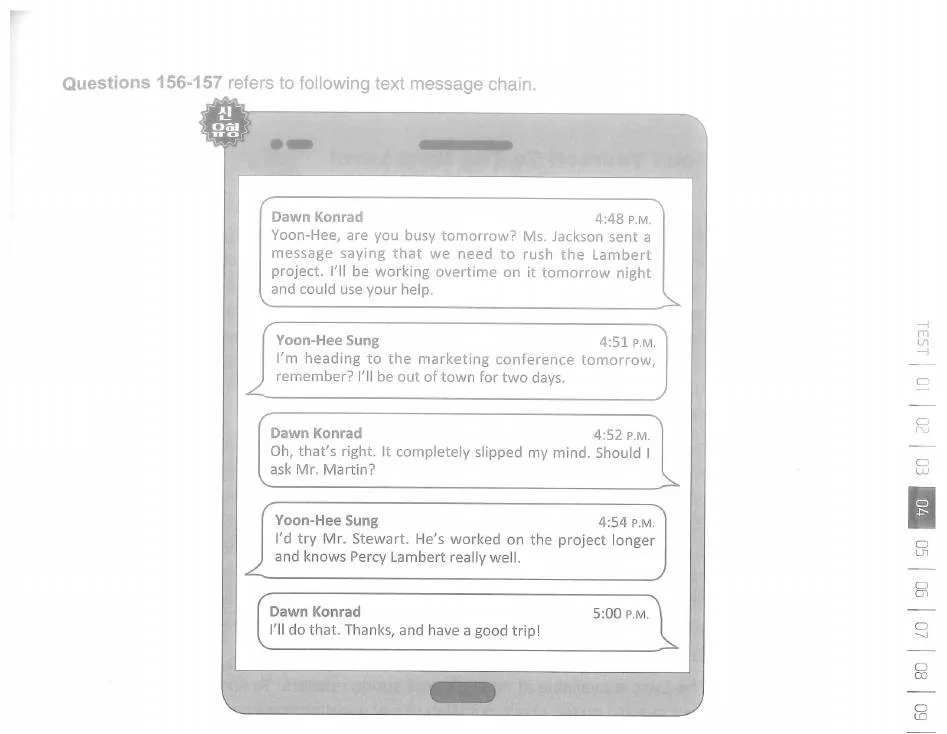 Questions 156-157 refers to following text message chain.
신
유형
Dawn Konrad 4:48 P.M.
Yoon-Hee, are you busy tomorrow? Ms. Jackson sent a
message saying that we need to rush the Lambert
project. I'll be working overtime on it tomorrow night
and could use your help.
Yoon-Hee Sung 4:51 P.M.
I'm heading to the marketing conference tomorrow,
remember? I'll be out of town for two days.
Dawn Konrad 4:52 P.M.
Oh, that's right. It completely slipped my mind. Should I
ask Mr. Martin?
Yoon-Hee Sung 4:54 P.M.
I'd try Mr. Stewart. He's worked on the project longer
and knows Percy Lambert really well.
Dawn Konrad 5:00 P.M.
I'll do that. Thanks, and have a good trip!
TEST | 01 | 02 | 03 04 05 | 06 | 07 | 08 | 09 |